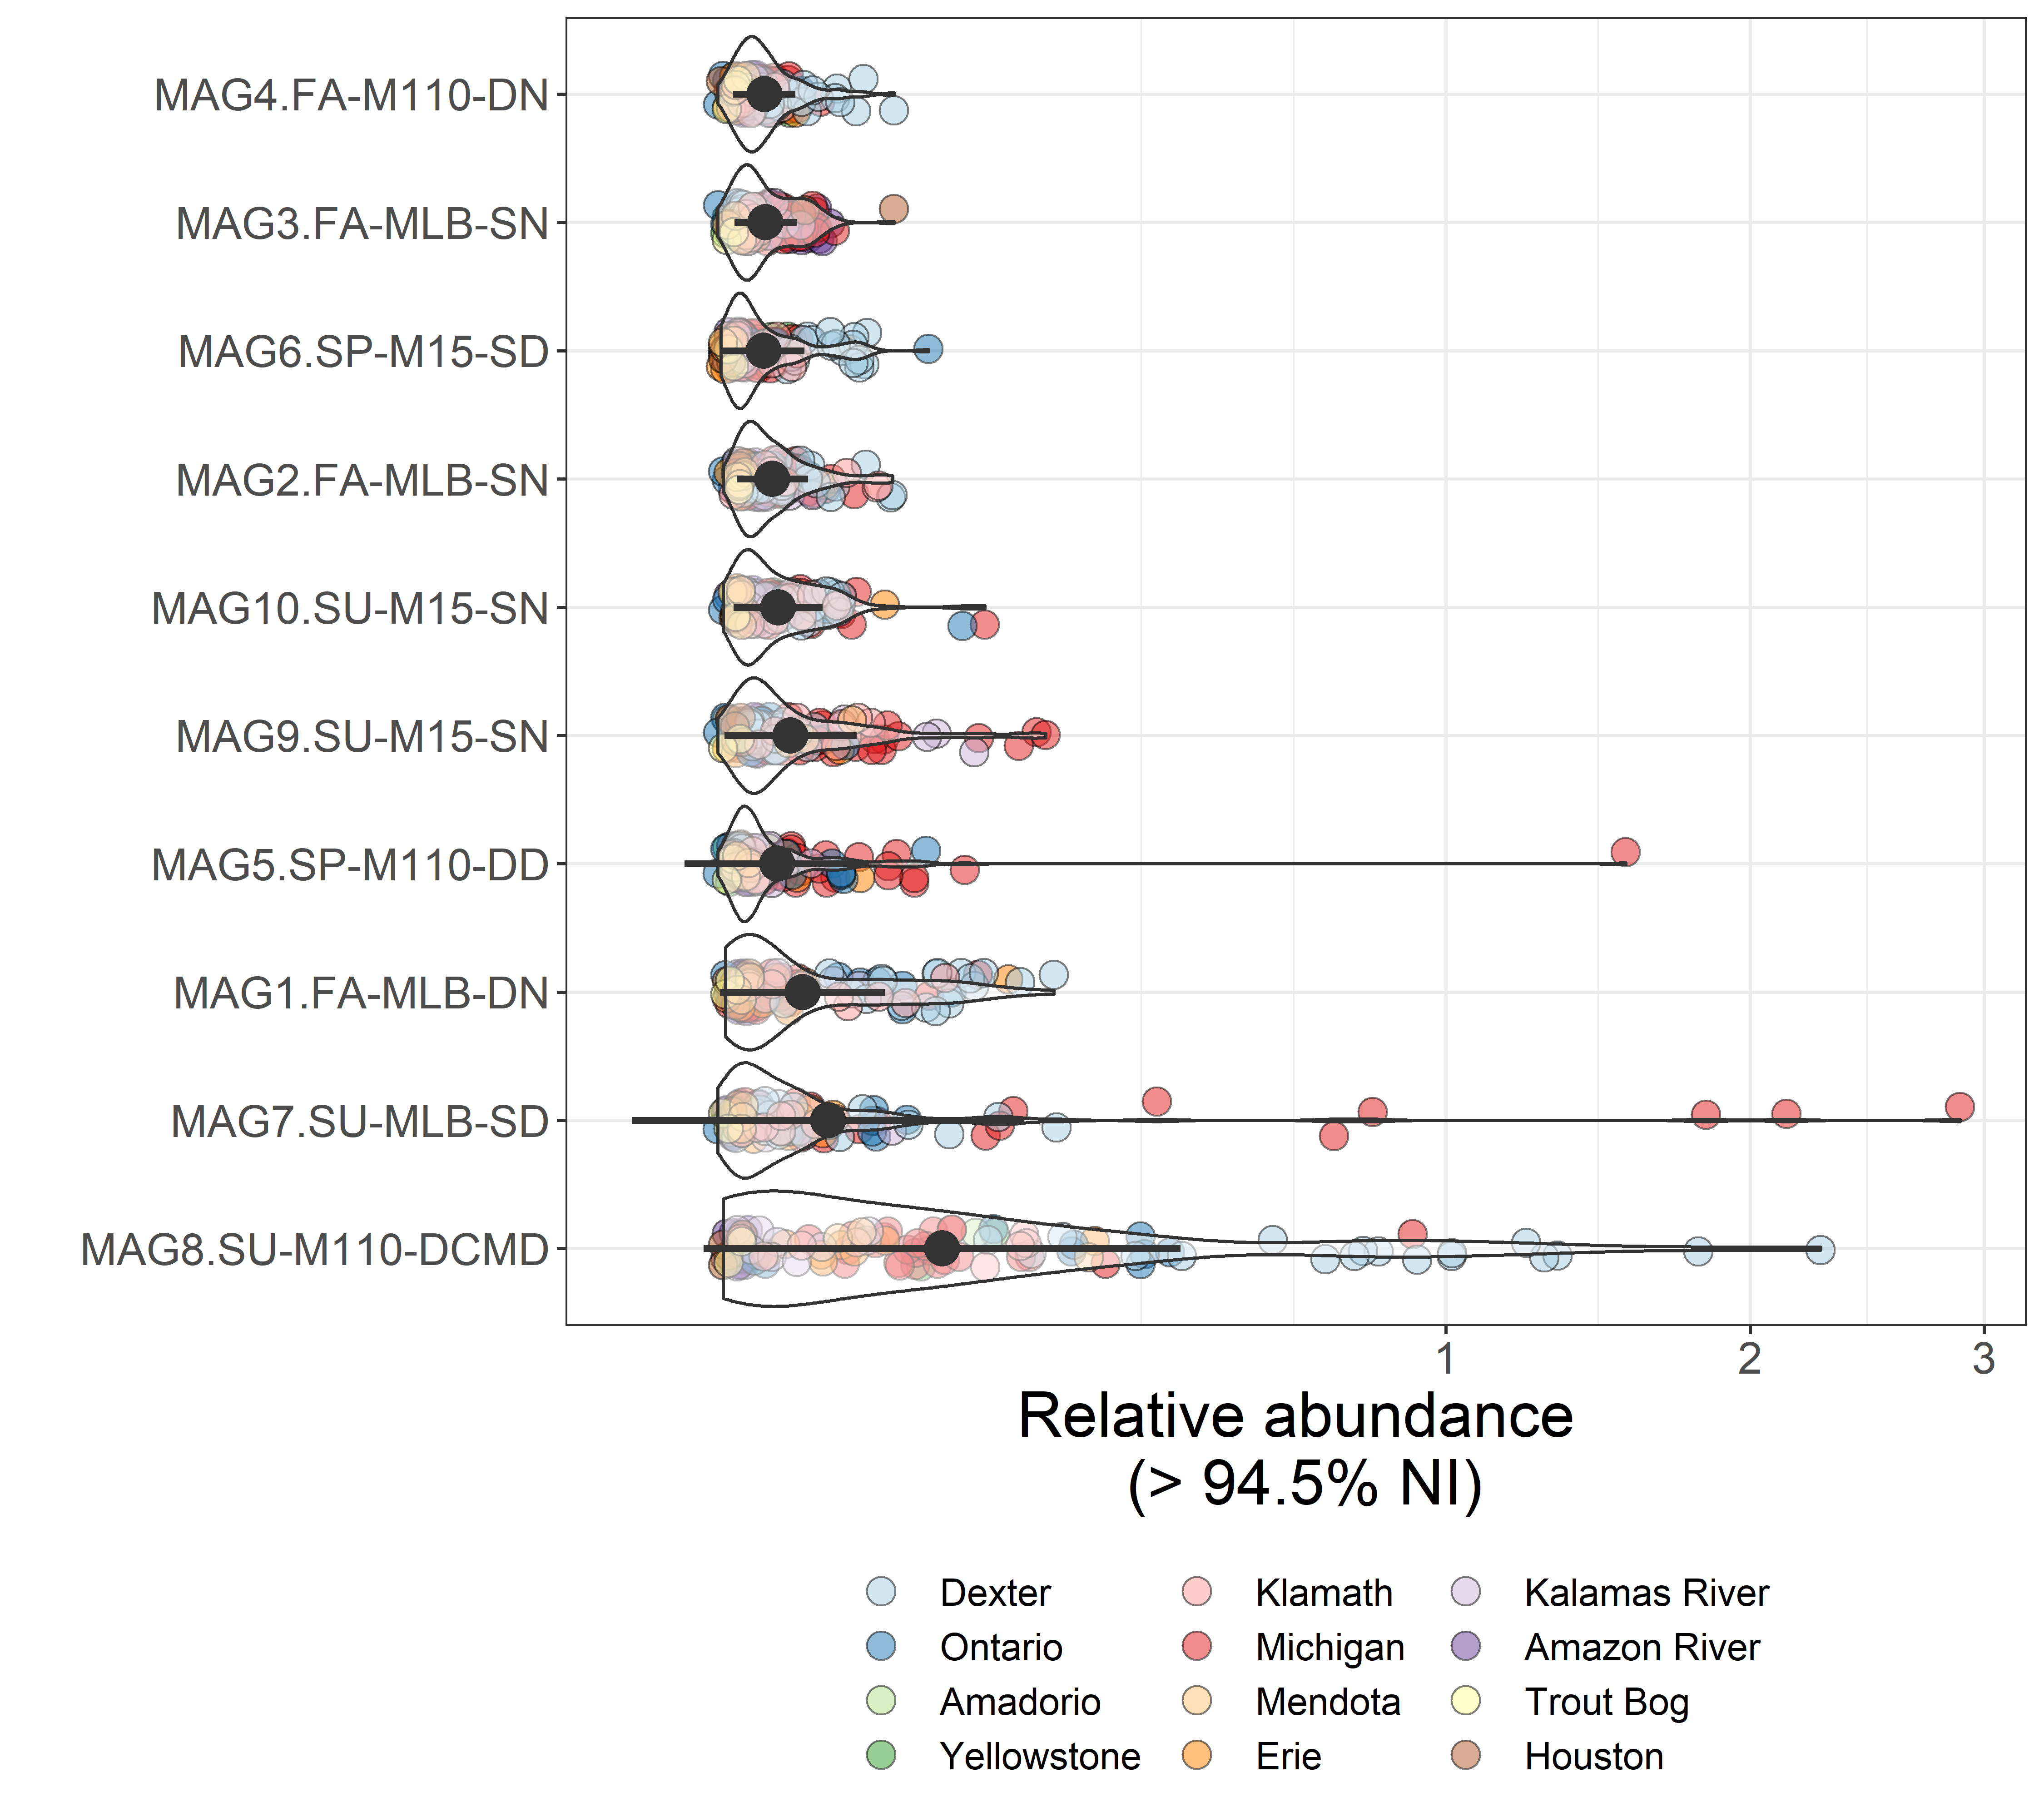 MAG4.FA-M110-DN
MAG3.FA-MLB-SN
MAG6.SP-M15-SD
MAG2.FA-MLB-SN
MAG10.SU-M15-SN
MAG9.SU-M15-SN
MAG5.SP-M110-DD
MAG1.FA-MLB-DN
MAG7.SU-MLB-SD
MAG8.SU-M110-DCMD
1 2 3
Relative abundance
(> 94.5% NI)
Dexter Klamath Kalamas River
Ontario Michigan Amazon River
Amadorio Mendota Trout Bog
Yellowstone Erie Houston